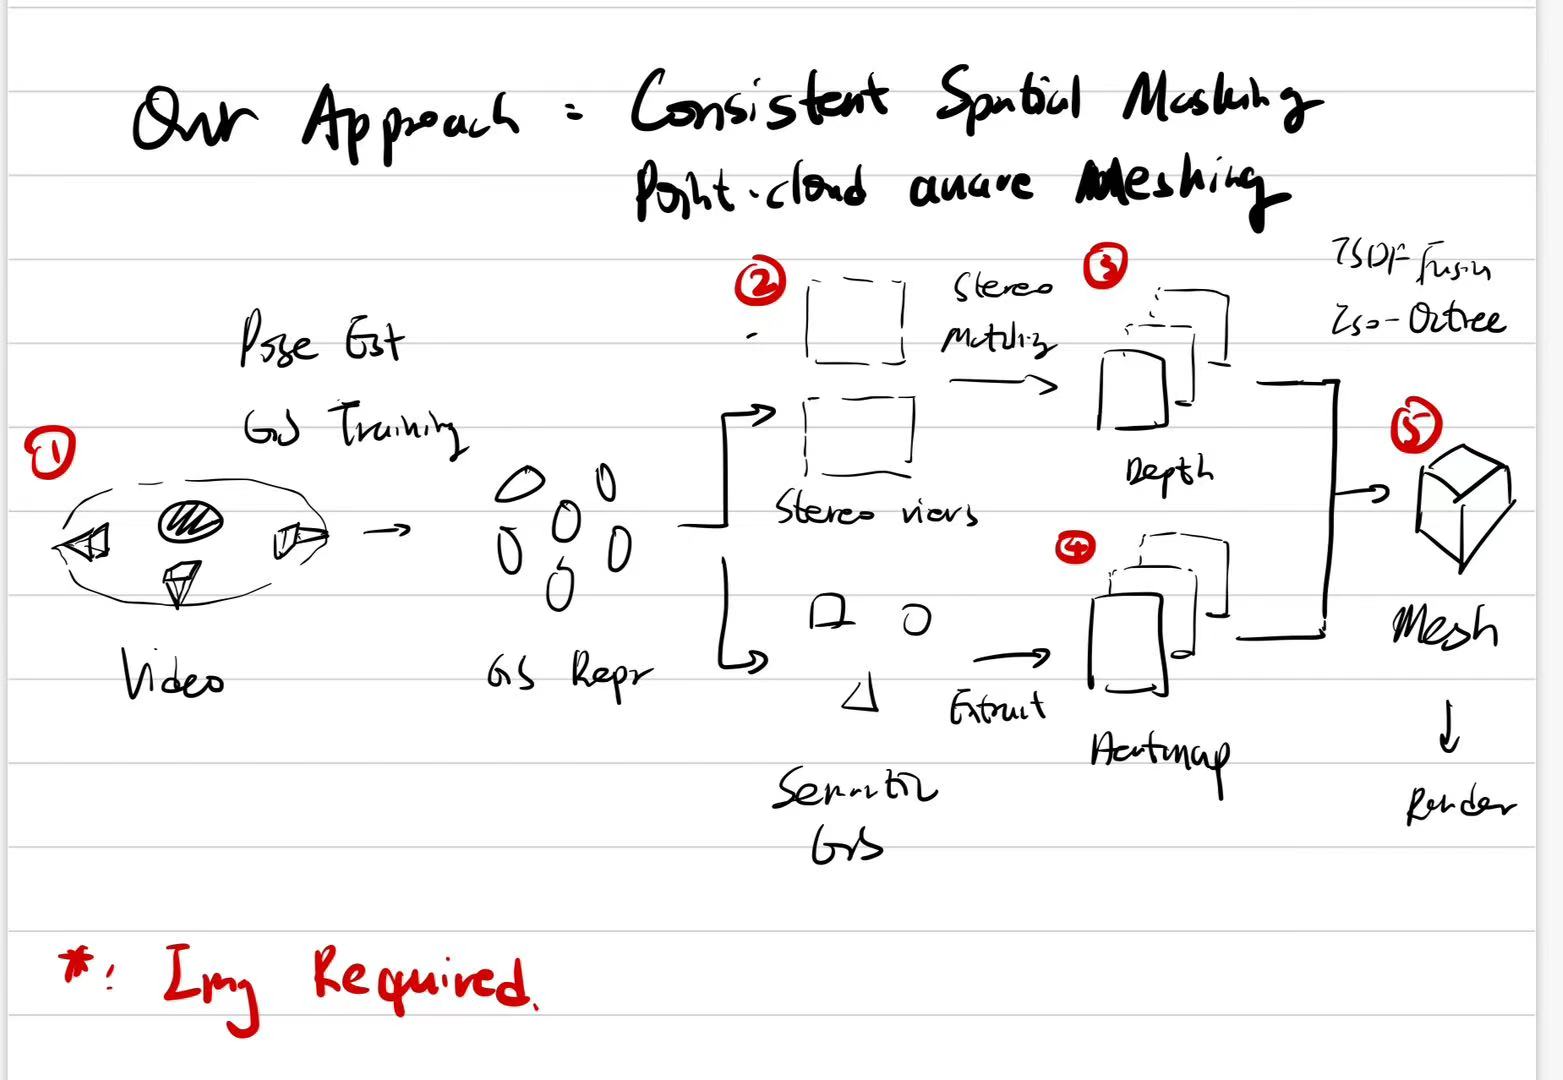 Our Approach = Consistent Spatial Masking
Point-cloud aware Meshing
Pose Est
GS Training
①
Video
GS Repr
②
Stereo views
Stereo
Matching
③
Depth
Semantic
GS
Extract
④
Heatmap
TSDF Fusion
Iso-Octree
⑤
Mesh
Render
*: Img Required.